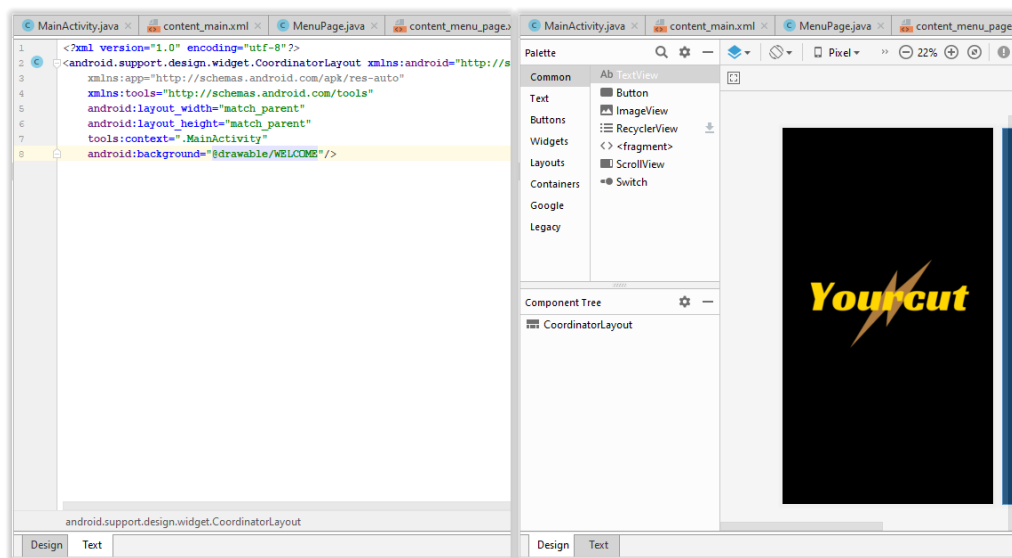 MainActivity.java × content_main.xml × MenuPage.java × content_menu_page.x
1 <?xml version="1.0" encoding="utf-8"?>
2 <android.support.design.widget.CoordinatorLayout xmlns:android="http://s
3 xmlns:app="http://schemas.android.com/apk/res-auto"
4 xmlns:tools="http://schemas.android.com/tools"
5 android:layout_width="match_parent"
6 android:layout_height="match_parent"
7 tools:context=".MainActivity"
8 android:background="@drawable/WELCOME"/>
android.support.design.widget.CoordinatorLayout
Design Text
MainActivity.java × content_main.xml × MenuPage.java × content_menu_page
Palette
Pixel
22%
Common
Text
Buttons
Widgets
Layouts
Containers
Google
Legacy
Ab TextView
Button
ImageView
RecyclerView
<fragment>
ScrollView
Switch
Component Tree
CoordinatorLayout
Yourcut
Design Text